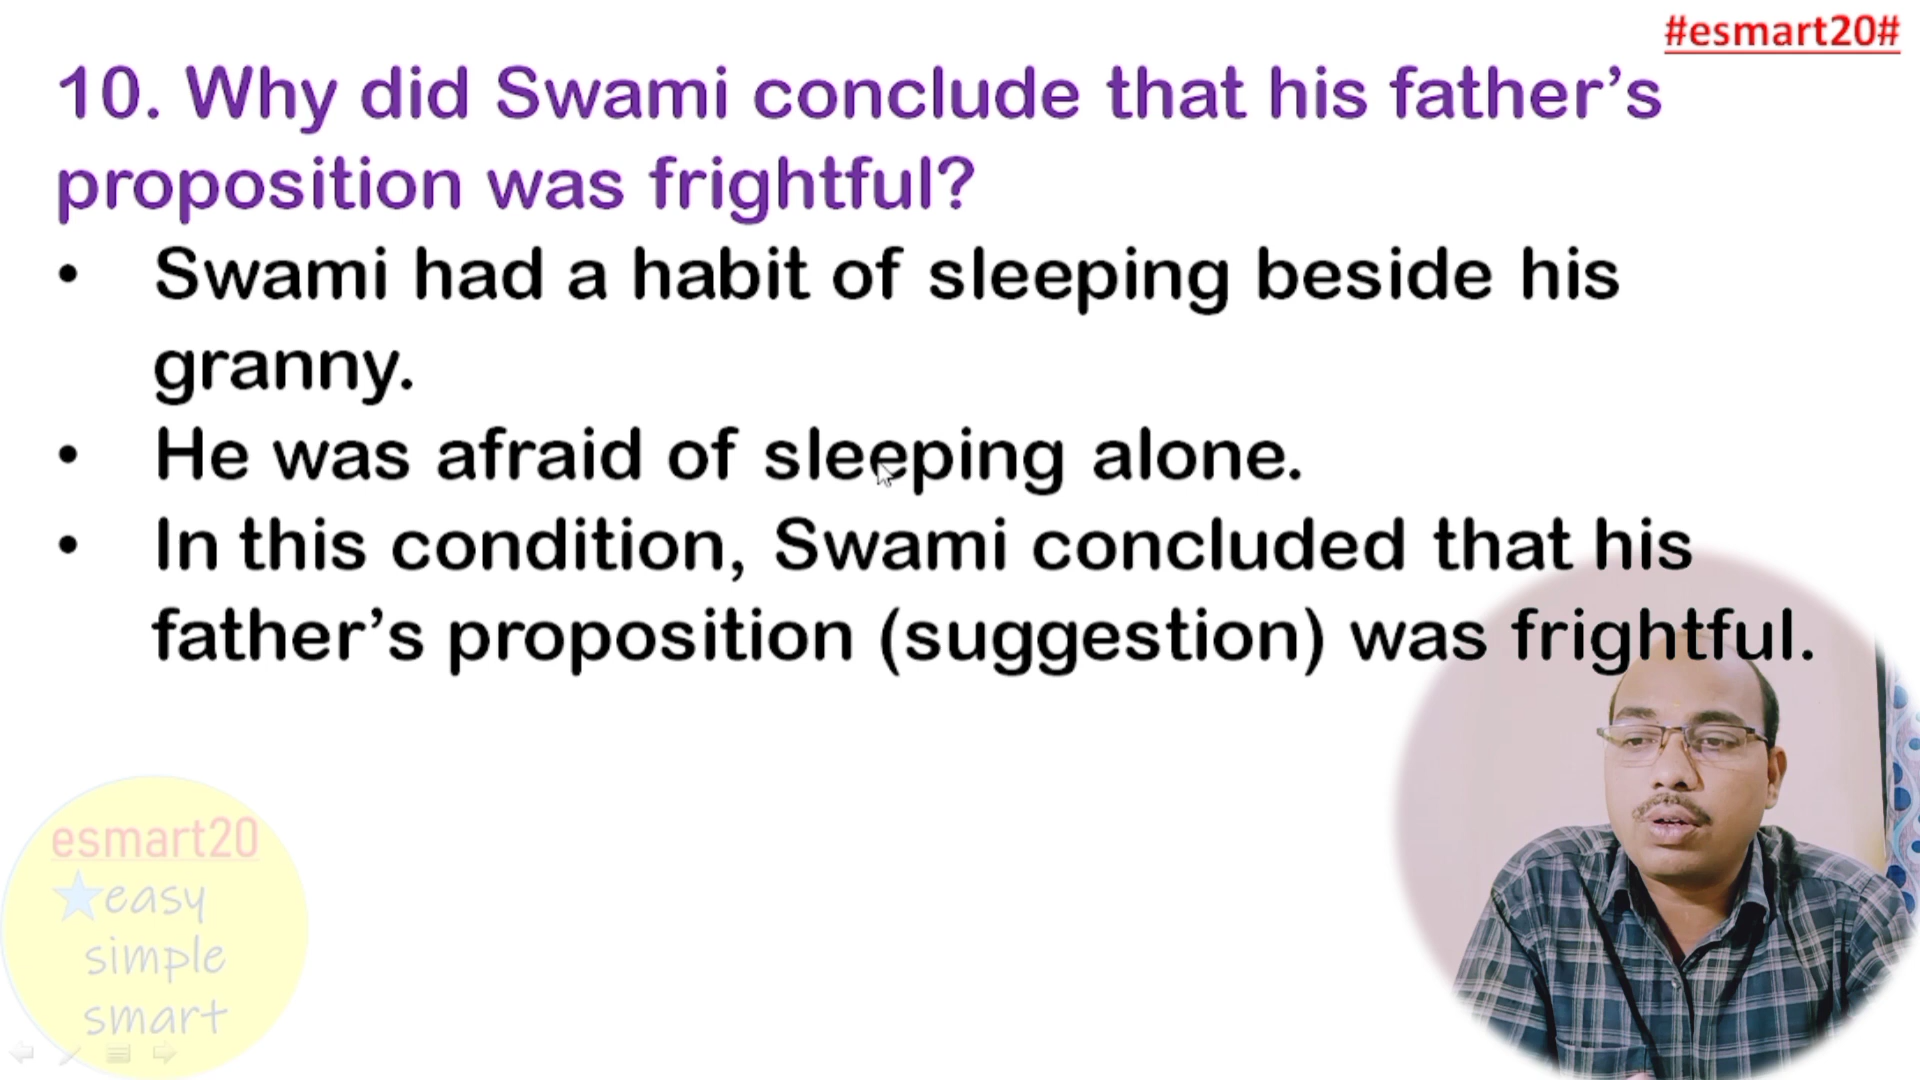 #esmart20#
10. Why did Swami conclude that his father’s
proposition was frightful?
• Swami had a habit of sleeping beside his
granny.
• He was afraid of sleeping alone.
• In this condition, Swami concluded that his
father’s proposition (suggestion) was frightful.
esmart20
easy
simple
smart